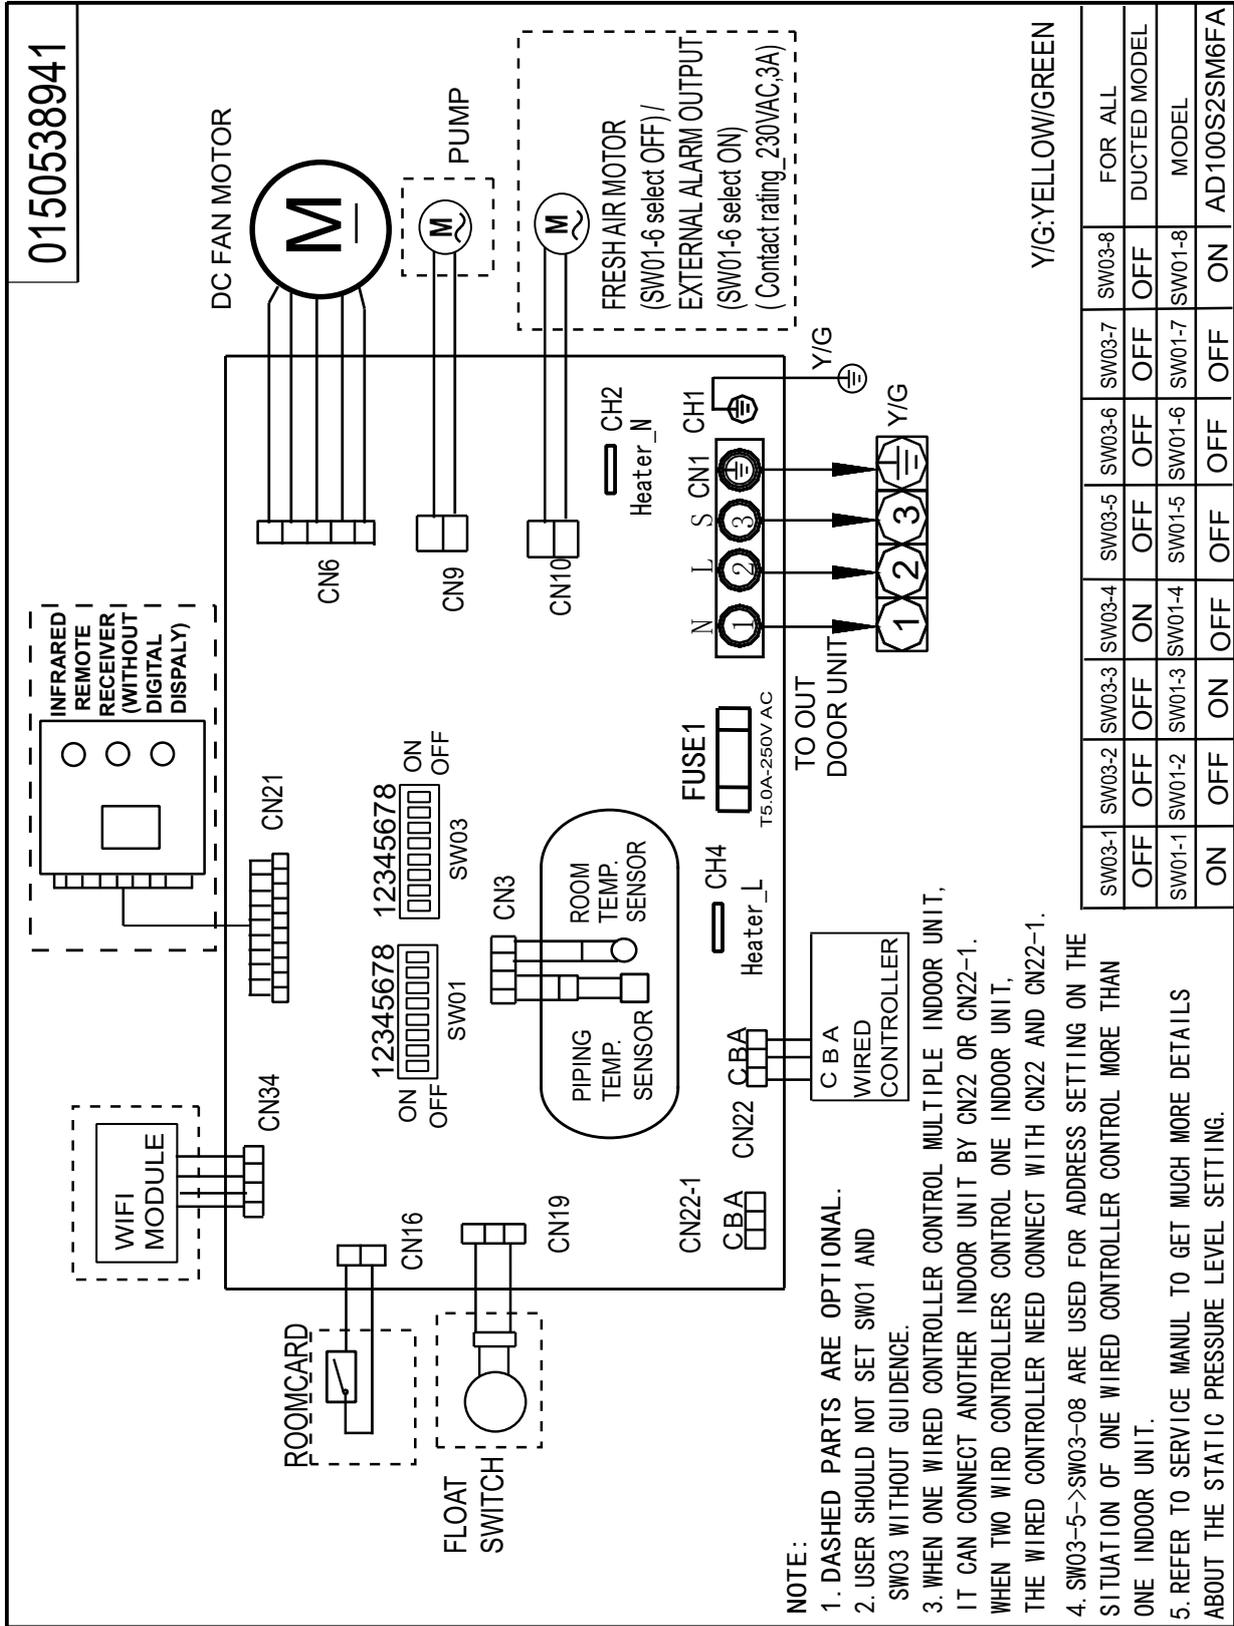 0150538941
ROOMCARD
FLOAT
SWITCH
WIFI
MODULE
CN34
CN16
CN19
INFRARED
REMOTE
RECEIVER
(WITHOUT
DIGITAL
DISPALY)
CN21
12345678
ON
OFF
SW01
12345678
ON
OFF
SW03
CN3
PIPING
TEMP.
SENSOR
ROOM
TEMP.
SENSOR
DC FAN MOTOR
M
CN6
PUMP
M
CN9
M
CN10
FRESH AIR MOTOR
(SW01-6 select OFF) /
EXTERNAL ALARM OUTPUT
(SW01-6 select ON)
( Contact rating_230VAC,3A)
CN22-1
C B A
CN22
C B A
C B A
WIRED
CONTROLLER
CH4
Heater_L
FUSE1
T5.0A-250V AC
CH2
Heater_N
N L S CN1
1 2 3
CH1
Y/G
TO OUT
DOOR UNIT
1 2 3
Y/G
Y/G:YELLOW/GREEN
NOTE:
1. DASHED PARTS ARE OPTIONAL.
2. USER SHOULD NOT SET SW01 AND
SW03 WITHOUT GUIDENCE.
3. WHEN ONE WIRED CONTROLLER CONTROL MULTIPLE INDOOR UNIT,
IT CAN CONNECT ANOTHER INDOOR UNIT BY CN22 OR CN22-1.
WHEN TWO WIRD CONTROLLERS CONTROL ONE INDOOR UNIT,
THE WIRED CONTROLLER NEED CONNECT WITH CN22 AND CN22-1.
4. SW03-5->SW03-08 ARE USED FOR ADDRESS SETTING ON THE
SITUATION OF ONE WIRED CONTROLLER CONTROL MORE THAN
ONE INDOOR UNIT.
5. REFER TO SERVICE MANUL TO GET MUCH MORE DETAILS
ABOUT THE STATIC PRESSURE LEVEL SETTING.
SW03-1 SW03-2 SW03-3 SW03-4 SW03-5 SW03-6 SW03-7 SW03-8 FOR ALL
OFF OFF OFF ON OFF OFF OFF OFF DUCTED MODEL
SW01-1 SW01-2 SW01-3 SW01-4 SW01-5 SW01-6 SW01-7 SW01-8 MODEL
ON OFF ON OFF OFF OFF OFF ON AD100S2SM6FA